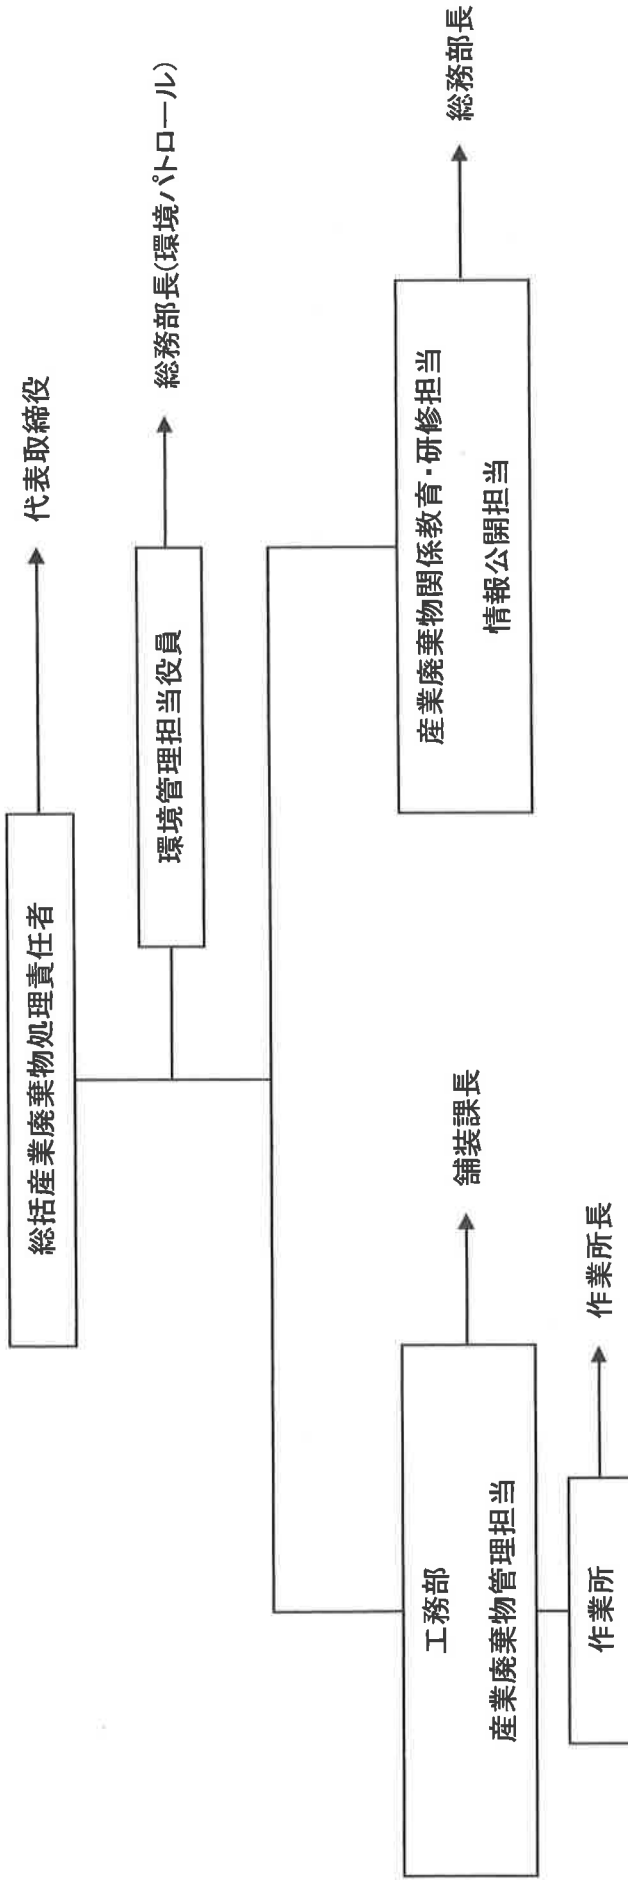 総括産業廃棄物処理責任者
代表取締役
環境管理担当役員
総務部長(環境パトロール)
工務部
産業廃棄物管理担当
舗装課長
産業廃棄物関係教育・研修担当
情報公開担当
総務部長
作業所
作業所長